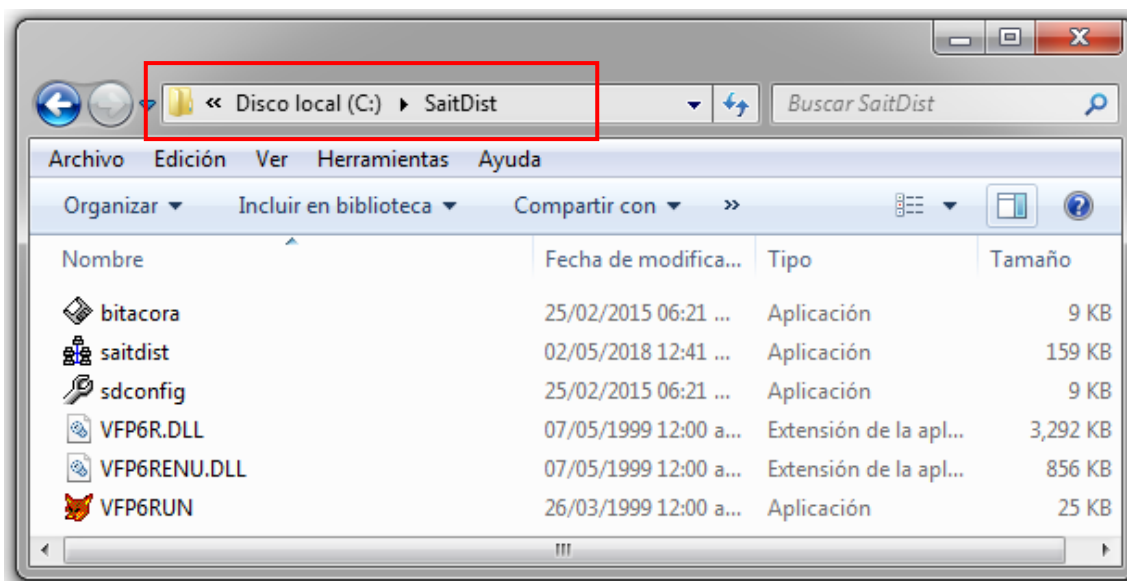 « Disco local (C:) ▸ SaitDist Buscar SaitDist
Archivo Edición Ver Herramientas Ayuda
Organizar Incluir en biblioteca Compartir con »
Nombre Fecha de modifica... Tipo Tamaño
bitacora 25/02/2015 06:21 ... Aplicación 9 KB
saitdist 02/05/2018 12:41 ... Aplicación 159 KB
sdconfig 25/02/2015 06:21 ... Aplicación 9 KB
VFP6R.DLL 07/05/1999 12:00 a... Extensión de la apl... 3,292 KB
VFP6RENU.DLL 07/05/1999 12:00 a... Extensión de la apl... 856 KB
VFP6RUN 26/03/1999 12:00 a... Aplicación 25 KB